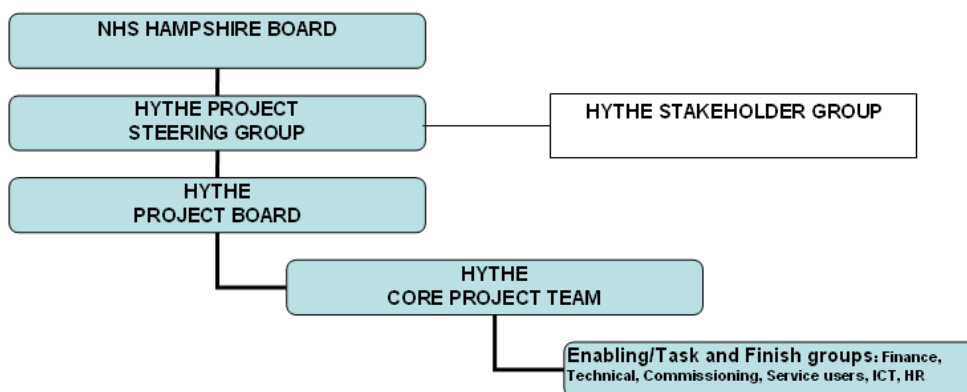 NHS HAMPSHIRE BOARD
HYTHE PROJECT
STEERING GROUP
HYTHE STAKEHOLDER GROUP
HYTHE
PROJECT BOARD
HYTHE
CORE PROJECT TEAM
Enabling/Task and Finish groups: Finance,
Technical, Commissioning, Service users, ICT, HR